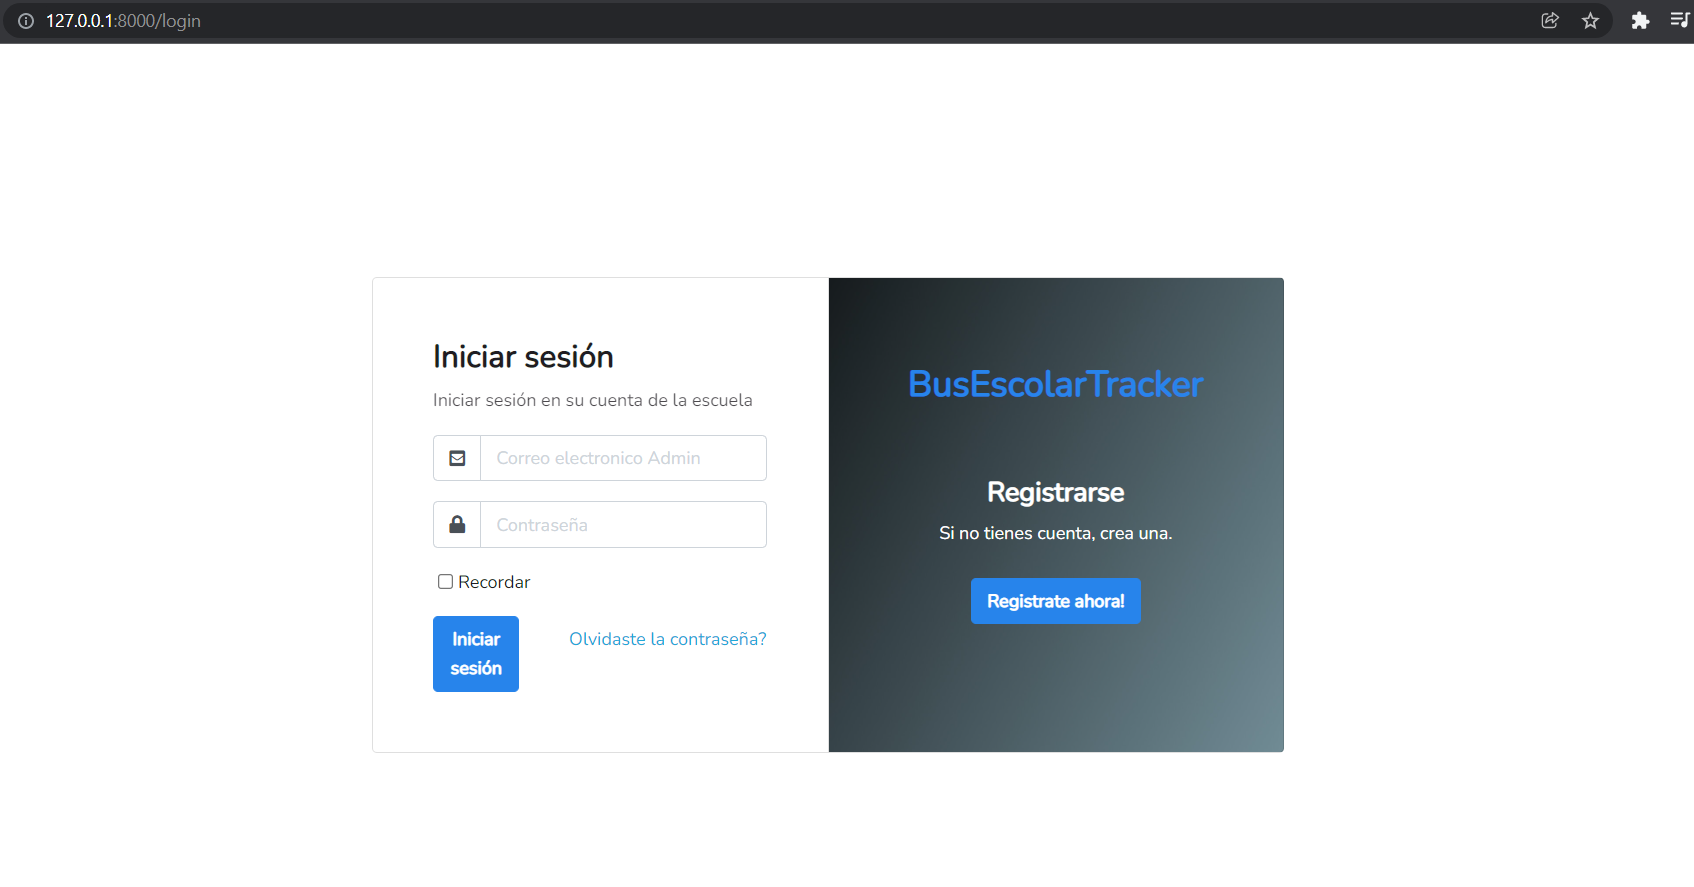 127.0.0.1:8000/login
Iniciar sesión
Iniciar sesión en su cuenta de la escuela
Correo electronico Admin
Contraseña
Recordar
Iniciar
sesión
Olvidaste la contraseña?
BusEscolarTracker
Registrarse
Si no tienes cuenta, crea una.
Registrate ahora!